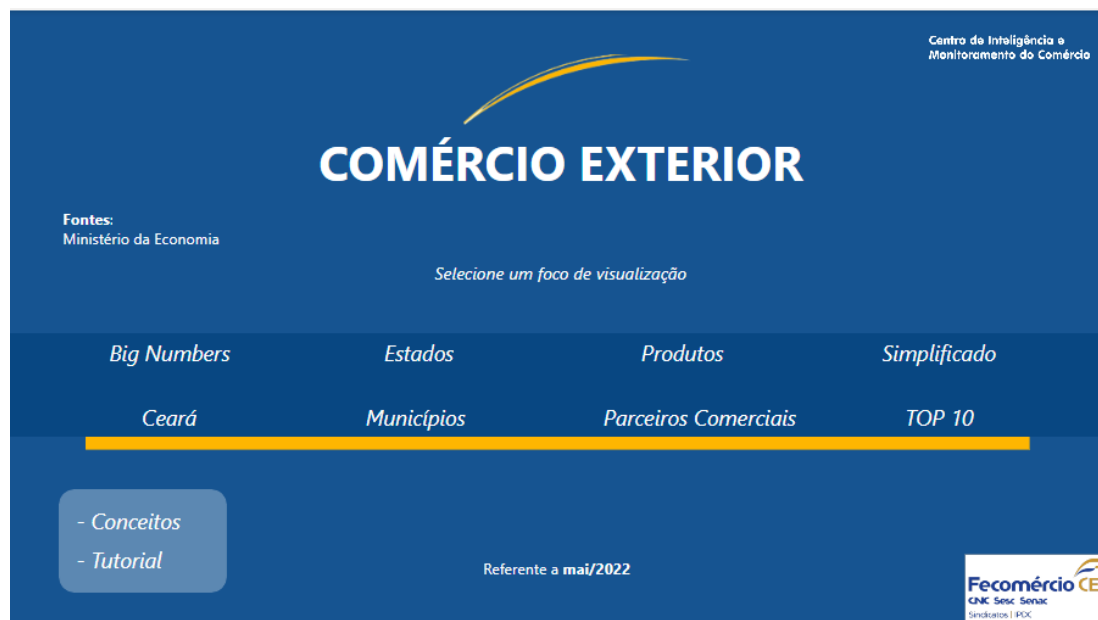 Centro de Inteligência e
Monitoramento do Comércio
COMÉRCIO EXTERIOR
Fontes:
Ministério da Economia
Selecione um foco de visualização
Big Numbers Estados Produtos Simplificado
Ceará Municípios Parceiros Comerciais TOP 10
- Conceitos
- Tutorial
Referente a mai/2022
Fecomércio CE
CNC Sesc Senac
Sindicatos | IPDC